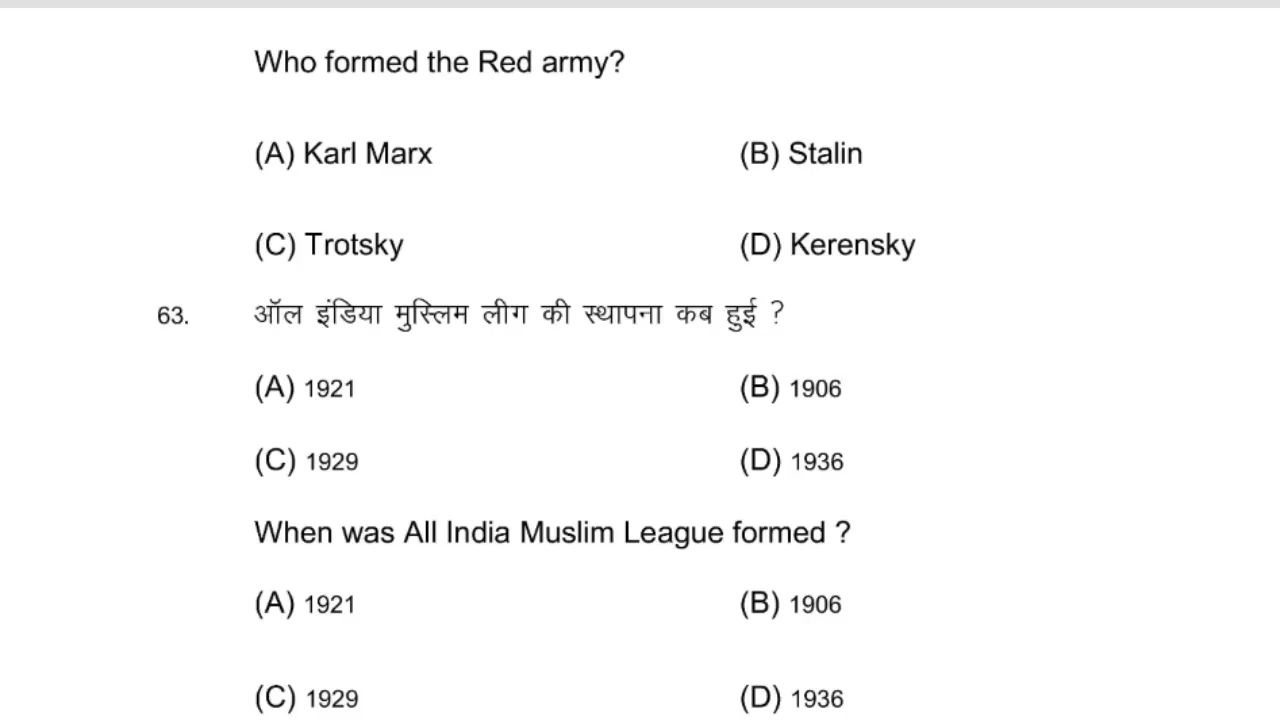 Who formed the Red army?
(A) Karl Marx (B) Stalin
(C) Trotsky (D) Kerensky
63. ऑल इंडिया मुस्लिम लीग की स्थापना कब हुई ?
(A) 1921 (B) 1906
(C) 1929 (D) 1936
When was All India Muslim League formed ?
(A) 1921 (B) 1906
(C) 1929 (D) 1936